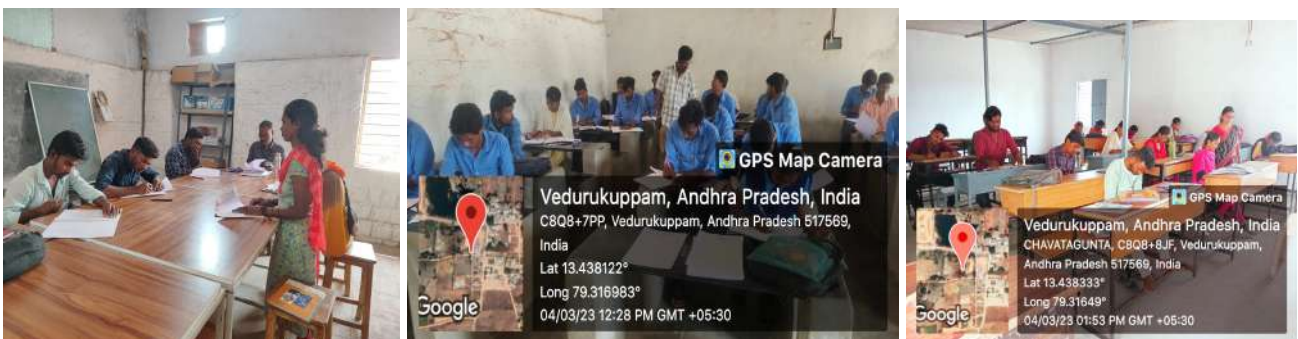 GPS Map Camera
Vedurukuppam, Andhra Pradesh, India
C8Q8+7PP, Vedurukuppam, Andhra Pradesh 517569,
India
Lat 13.438122°
Long 79.316983°
04/03/23 12:28 PM GMT +05:30
Google
GPS Map Camera
Vedurukuppam, Andhra Pradesh, India
CHAVATAGUNTA, C8Q8+8JF, Vedurukuppam,
Andhra Pradesh 517569, India
Lat 13.438333°
Long 79.31649°
04/03/23 01:53 PM GMT +05:30
Google